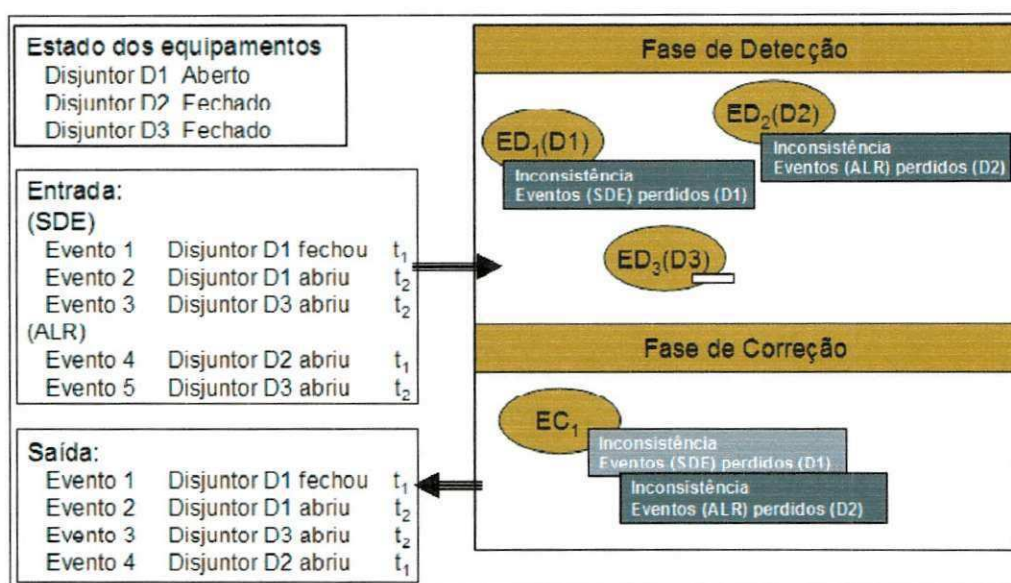 Estado dos equipamentos
Disjuntor D1 Aberto
Disjuntor D2 Fechado
Disjuntor D3 Fechado
Entrada:
(SDE)
Evento 1 Disjuntor D1 fechou t1
Evento 2 Disjuntor D1 abriu t2
Evento 3 Disjuntor D3 abriu t2
(ALR)
Evento 4 Disjuntor D2 abriu t1
Evento 5 Disjuntor D3 abriu t2
Saída:
Evento 1 Disjuntor D1 fechou t1
Evento 2 Disjuntor D1 abriu t2
Evento 3 Disjuntor D3 abriu t2
Evento 4 Disjuntor D2 abriu t1
Fase de Detecção
ED1(D1)
Inconsistência
Eventos (SDE) perdidos (D1)
ED2(D2)
Inconsistência
Eventos (ALR) perdidos (D2)
ED3(D3)
Fase de Correção
EC1
Inconsistência
Eventos (SDE) perdidos (D1)
Inconsistência
Eventos (ALR) perdidos (D2)